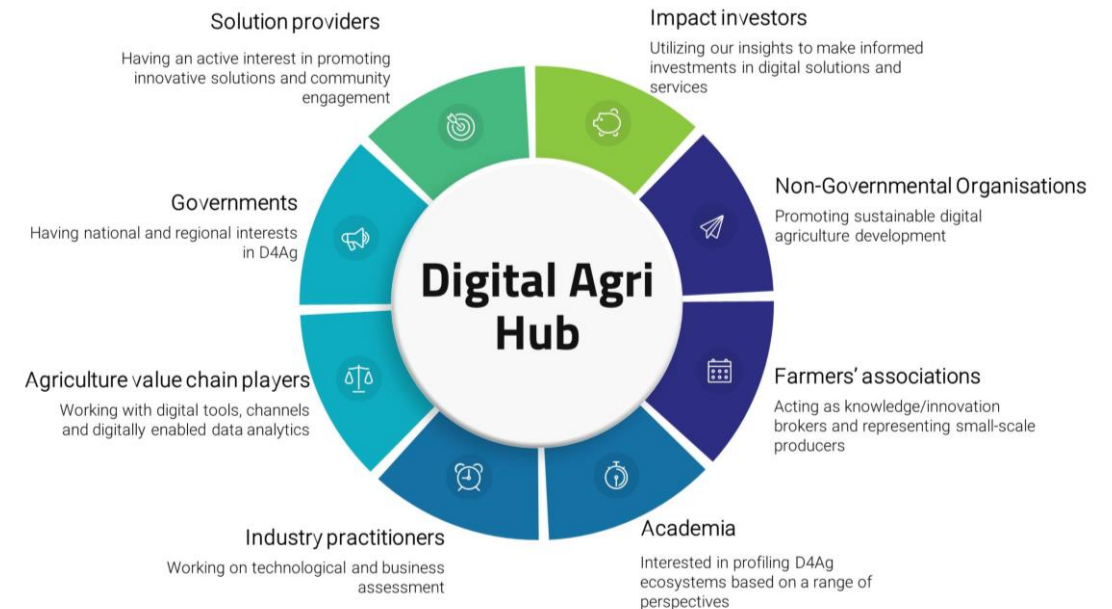 Solution providers
Having an active interest in promoting
innovative solutions and community
engagement
Impact investors
Utilizing our insights to make informed
investments in digital solutions and
services
Governments
Having national and regional interests
in D4Ag
Non-Governmental Organisations
Promoting sustainable digital
agriculture development
Digital Agri
Hub
Agriculture value chain players
Working with digital tools, channels
and digitally enabled data analytics
Farmers’ associations
Acting as knowledge/innovation
brokers and representing small-scale
producers
Industry practitioners
Working on technological and business
assessment
Academia
Interested in profiling D4Ag
ecosystems based on a range of
perspectives